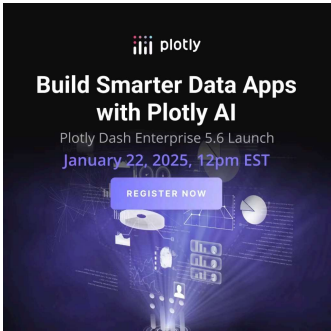 plotly
Build Smarter Data Apps
with Plotly AI
Plotly Dash Enterprise 5.6 Launch
January 22, 2025, 12pm EST
REGISTER NOW